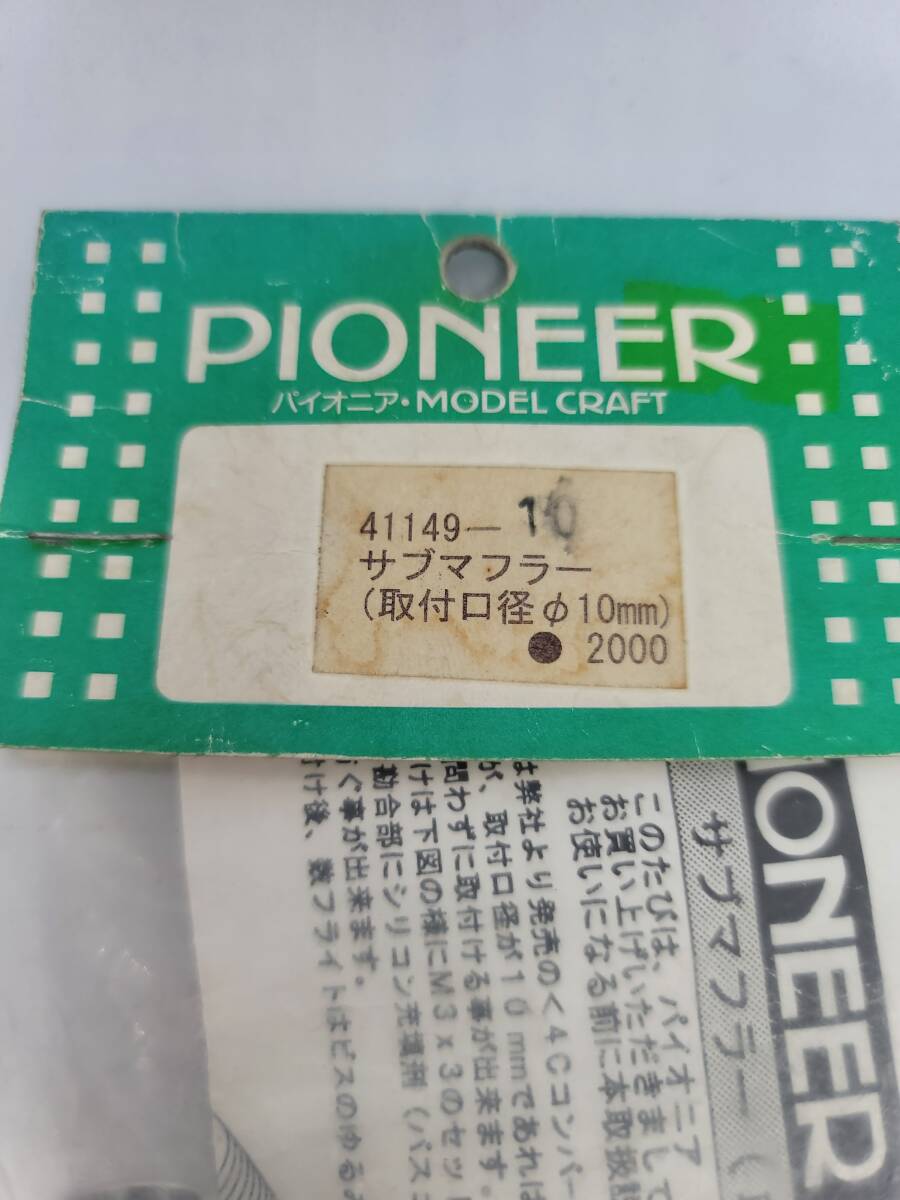 PIONEER
パイオニア・MODEL CRAFT
41149-10
サブマフラー
(取付口径φ10mm)
● 2000
IONEER
サブマフラー (
このたびは、パイオニア
お買い上げいただきまし
お使いになる前に本取扱
は弊社より発売の<4Cコンバー
が、取付口径が10mmであれば
問わずに取付ける事が出来ます。
けは下図の様にM3x3のセット
勘合部にシリコン充填剤(バスコ
ぐ事が出来ます。
け後、数フライトはビスのゆるみ